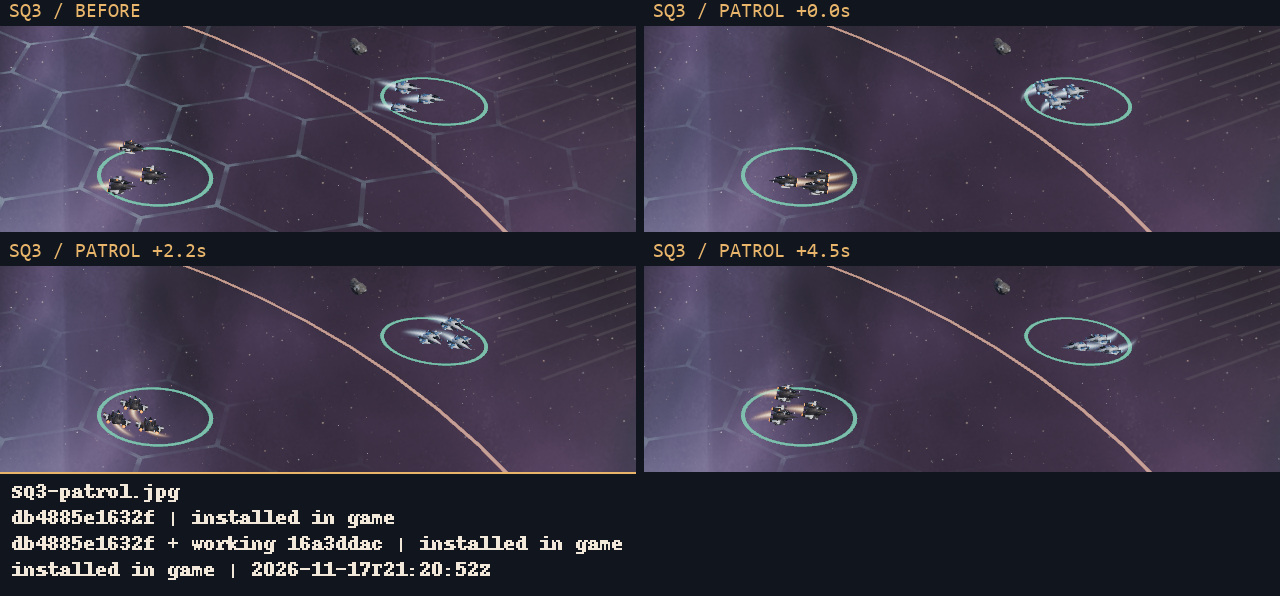 SQ3 / BEFORE
SQ3 / PATROL +0.0s
SQ3 / PATROL +2.2s
SQ3 / PATROL +4.5s
SQ3-patrol.jpg
db4885e1632f | installed in game
db4885e1632f + working 16a3ddac | installed in game
installed in game | 2026-11-17T21:20:52Z